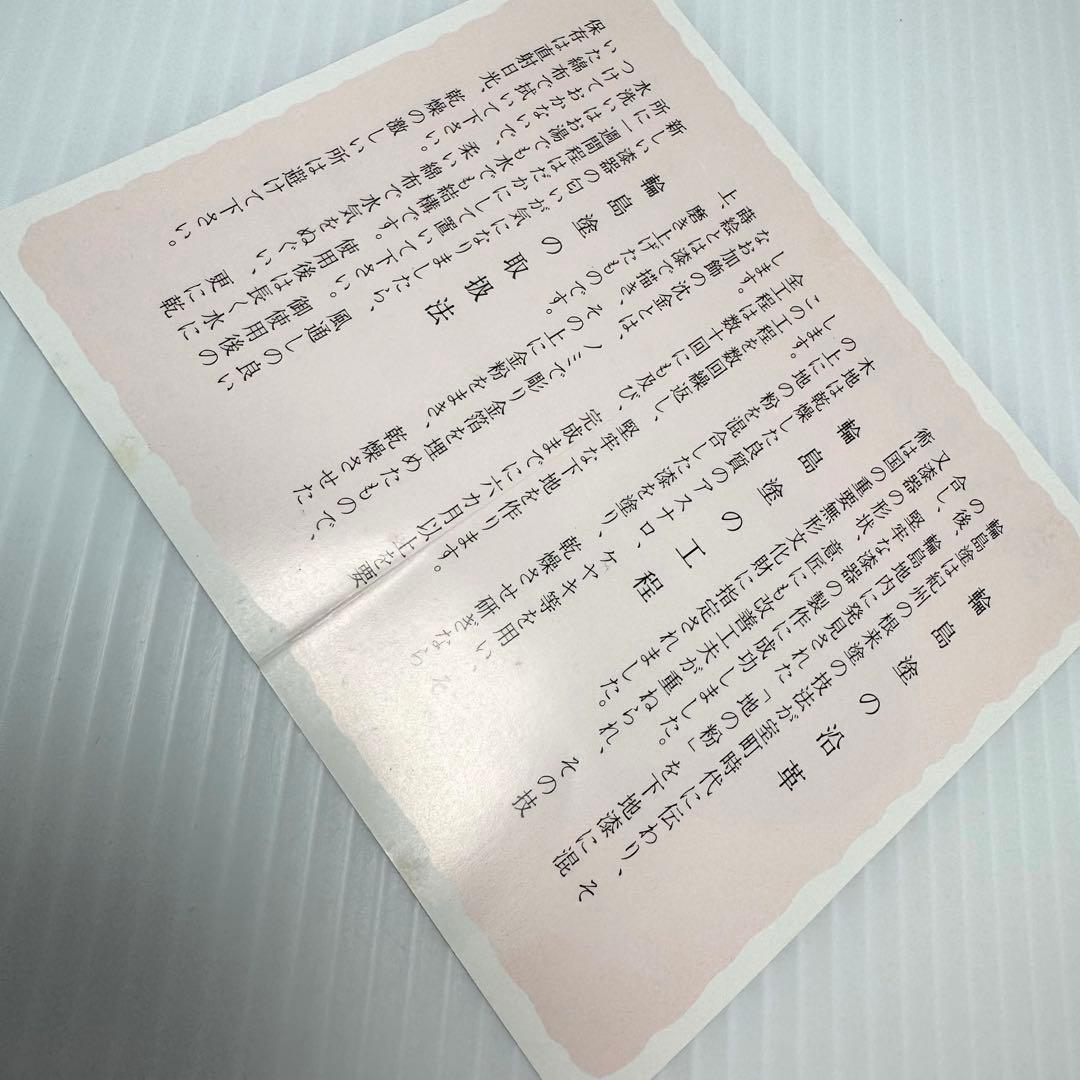 輪島塗の沿革
輪島塗は紀州の根来塗の技法が室町時代に伝わり、そ
の後、輪島地内に発見された「地の粉」を下地漆に混
合し、堅牢な漆器の製作に成功しました。
又漆器の形状意匠にも改善工夫が重ねられ、その技
術は国の重要無形文化財に指定されました。
輪島塗の工程
木地は乾燥した良質のアスナロ、ケヤキ等を用い、そ
の上に地の粉を混合した漆を塗り、乾燥させ研ぎなら
します。
この工程を数回繰返し、堅牢な下地を作ります。
全工程は数十回にも及び、完成までに六カ月以上を要
します。
なお加飾の沈金とは、ノミで彫り金箔を埋めたもので、
蒔絵とは漆で描き、その上に金粉をまき、乾燥させた
上、磨き上げたものです。
輪島塗の取扱法
新しい漆器の匂いが気になりましたら、風通しの良い
所に二週間程はだかにして置いて下さい。御使用後の
水洗いはお湯でも水でも結構です。使用後は長く水に
つけておかないで、柔い綿布で水気をぬぐい、更に乾
いた綿布で拭いて下さい。
保存は直射日光、乾燥の激しい所は避けて下さい。